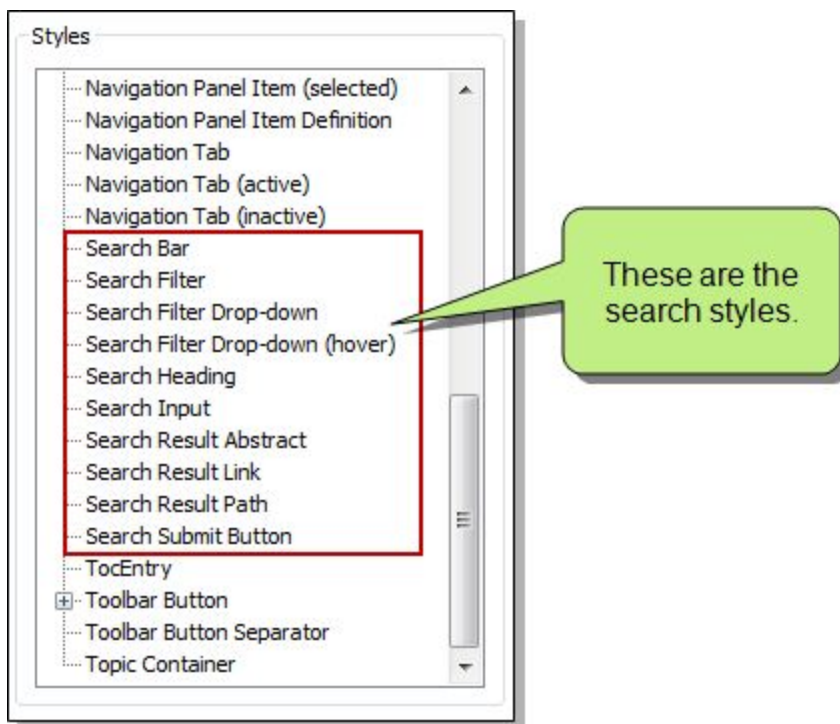 Styles
Navigation Panel Item (selected)
Navigation Panel Item Definition
Navigation Tab
Navigation Tab (active)
Navigation Tab (inactive)
Search Bar
Search Filter
Search Filter Drop-down
Search Filter Drop-down (hover)
Search Heading
Search Input
Search Result Abstract
Search Result Link
Search Result Path
Search Submit Button
TocEntry
Toolbar Button
Toolbar Button Separator
Topic Container
These are the
search styles.